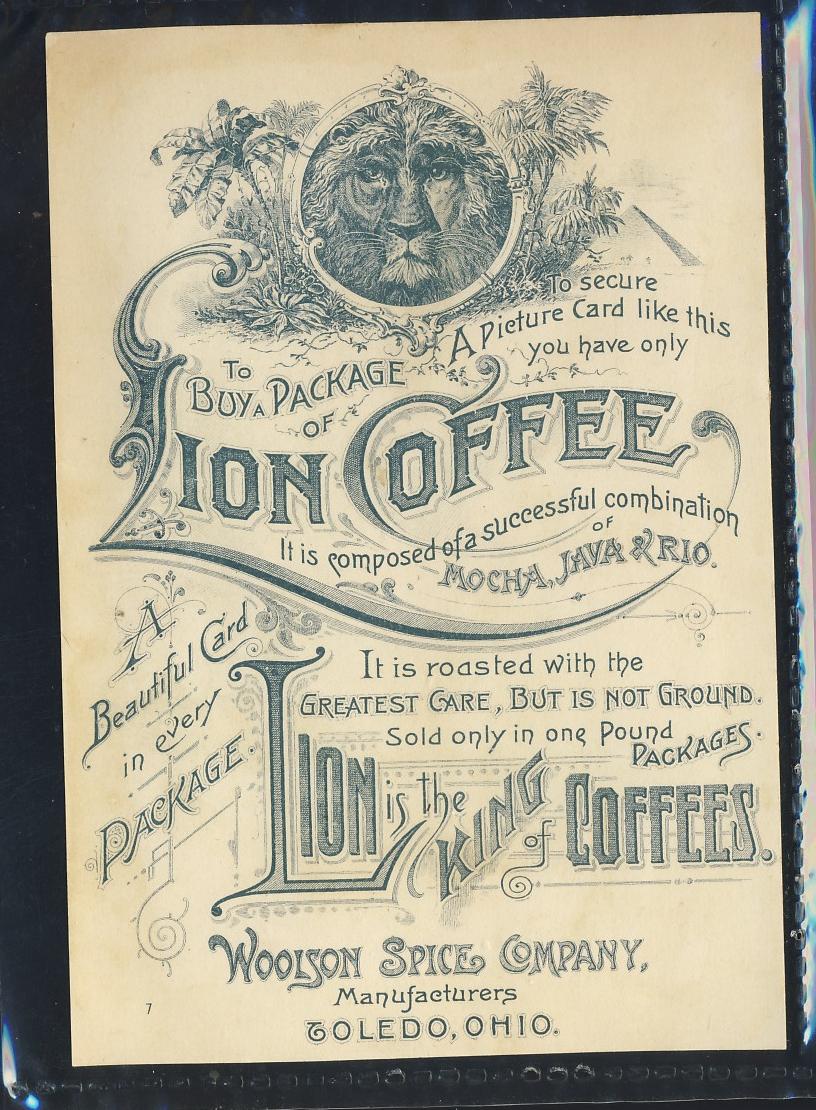 To secure
A Picture Card like this
you have only
To
Buy a Package
of
Lion Coffee
It is composed of a successful combination
of
Mocha, Java & Rio.
A
Beautiful Card
in every
Package.
It is roasted with the
Greatest Care, But is not Ground.
Sold only in one Pound
Packages.
Lion is the King of Coffees.
Woolson Spice Company,
Manufacturers
Toledo, Ohio.
7